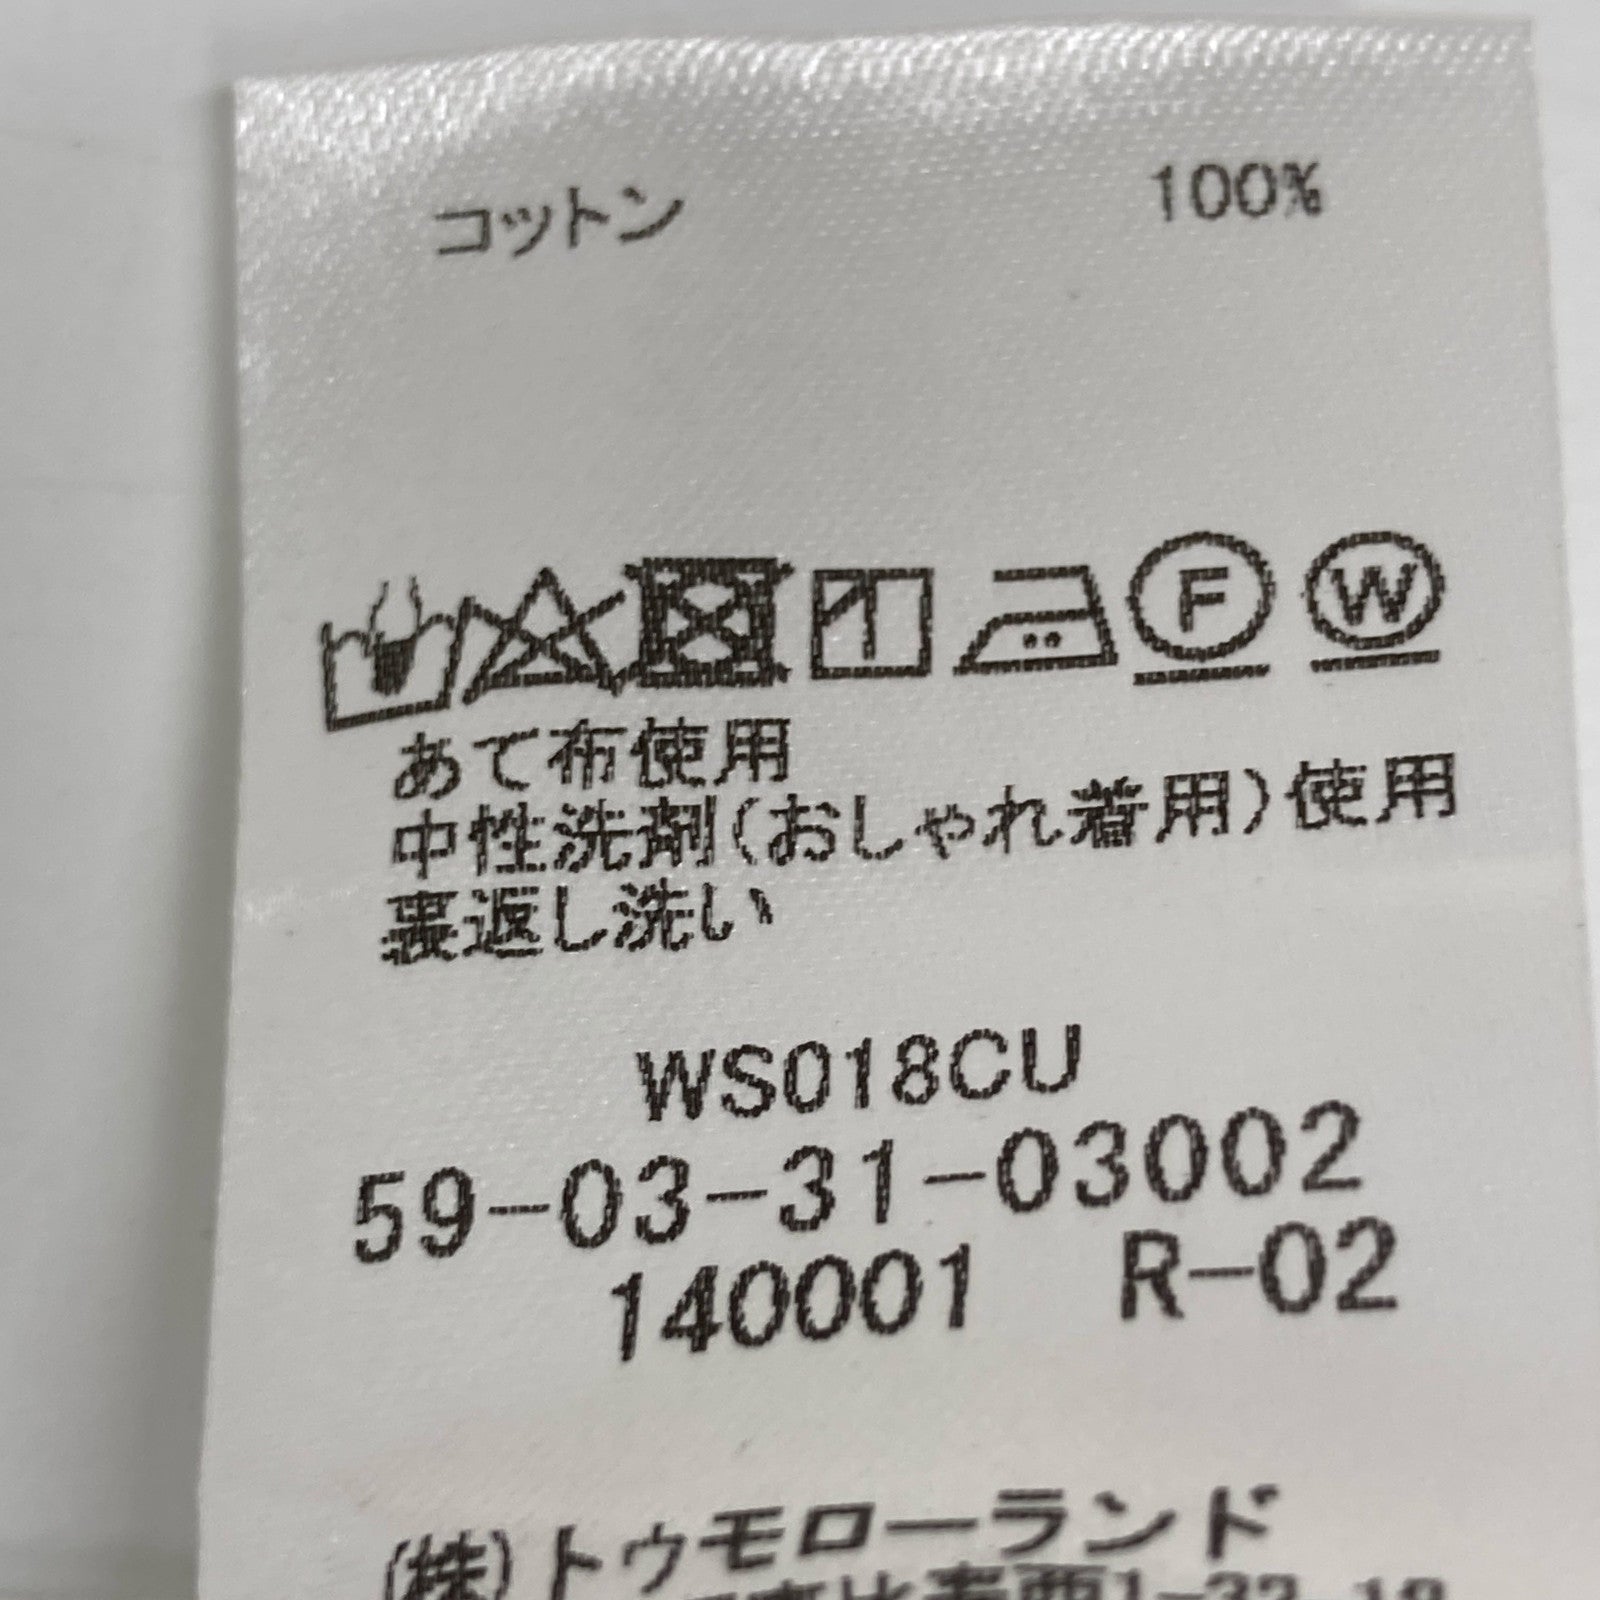 コットン 100%
F W
あて布使用
中性洗剤(おしゃれ着用)使用
裏返し洗い
WS018CU
59-03-31-03002
140001 R-02
(株)トゥモローランド